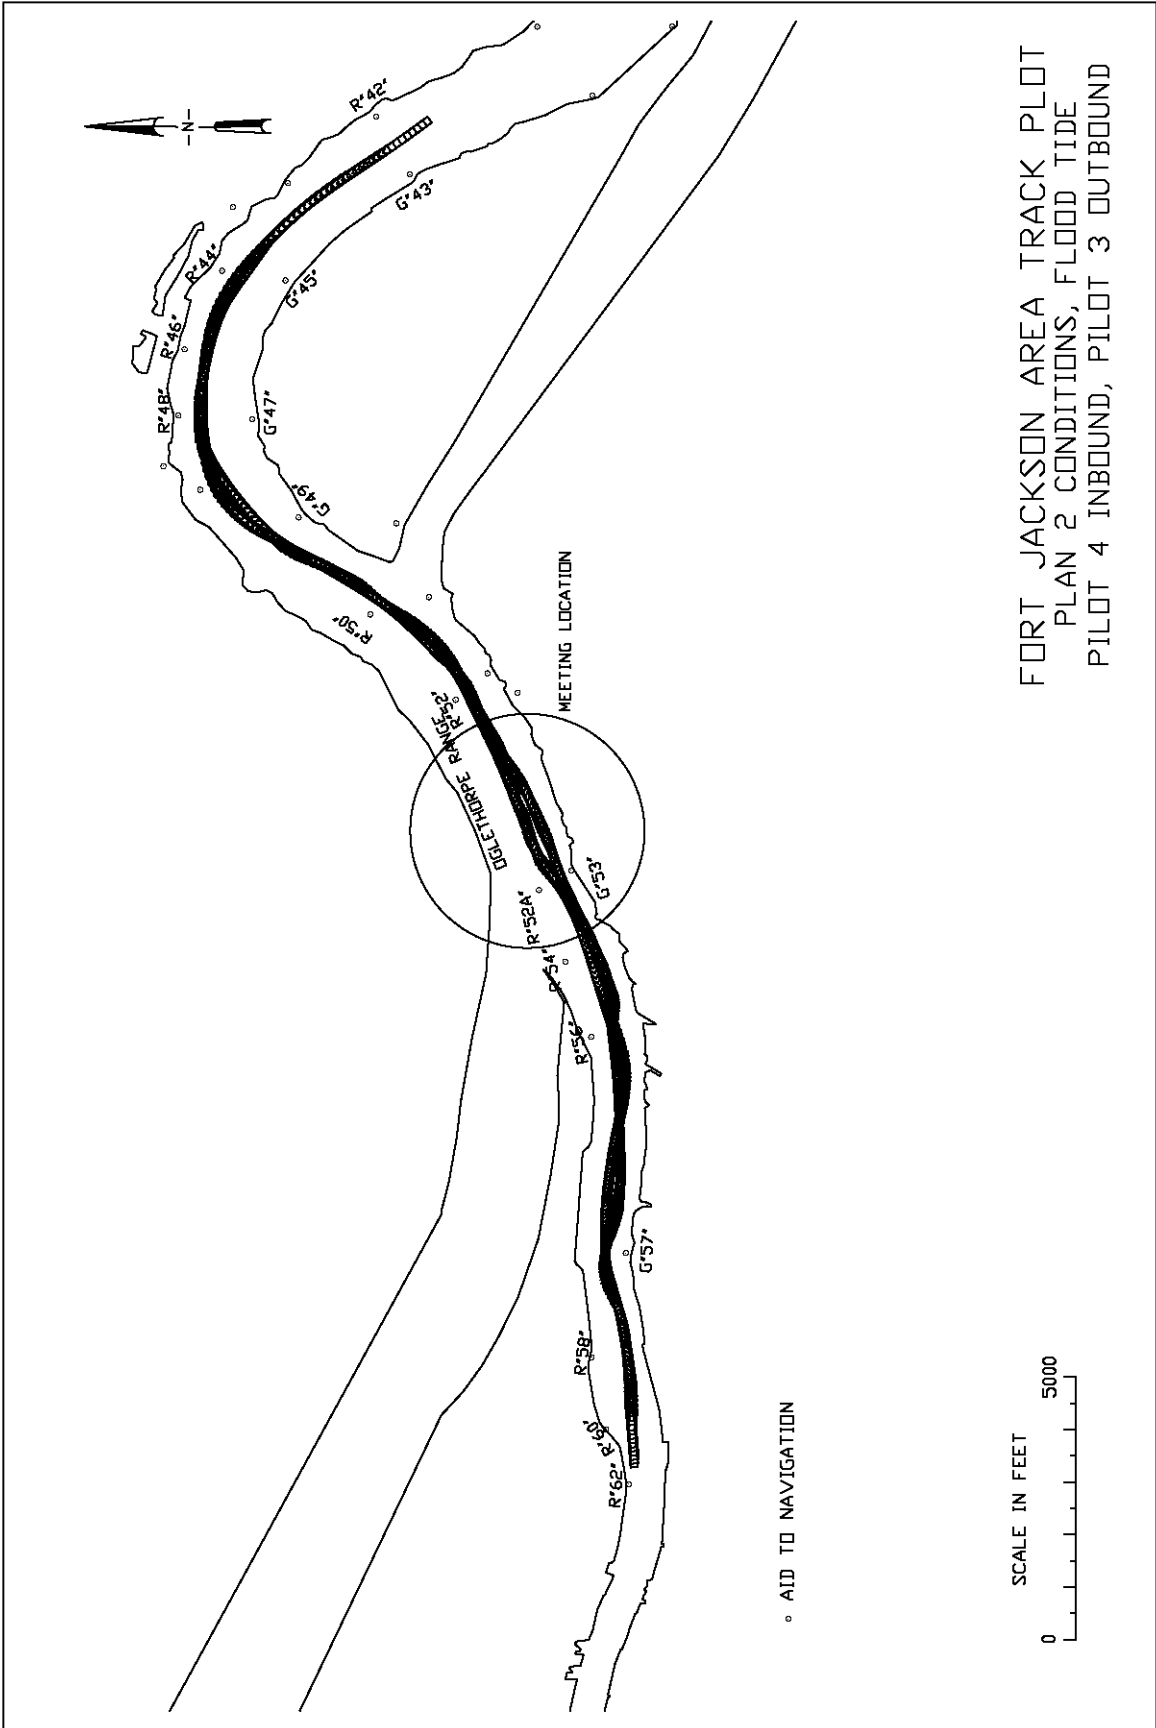 FORT JACKSON AREA TRACK PLOT
PLAN 2 CONDITIONS, FLOOD TIDE
PILOT 4 INBOUND, PILOT 3 OUTBOUND
-N-
R"42"
G"43"
R"44"
G"45"
R"46"
R"48"
G"47"
G"49"
R"50"
R"52"
OGLETHORPE RANGE
MEETING LOCATION
R"52A"
G"53"
R"54"
R"56"
G"57"
R"58"
R"60"
R"62"
AID TO NAVIGATION
SCALE IN FEET
0 5000